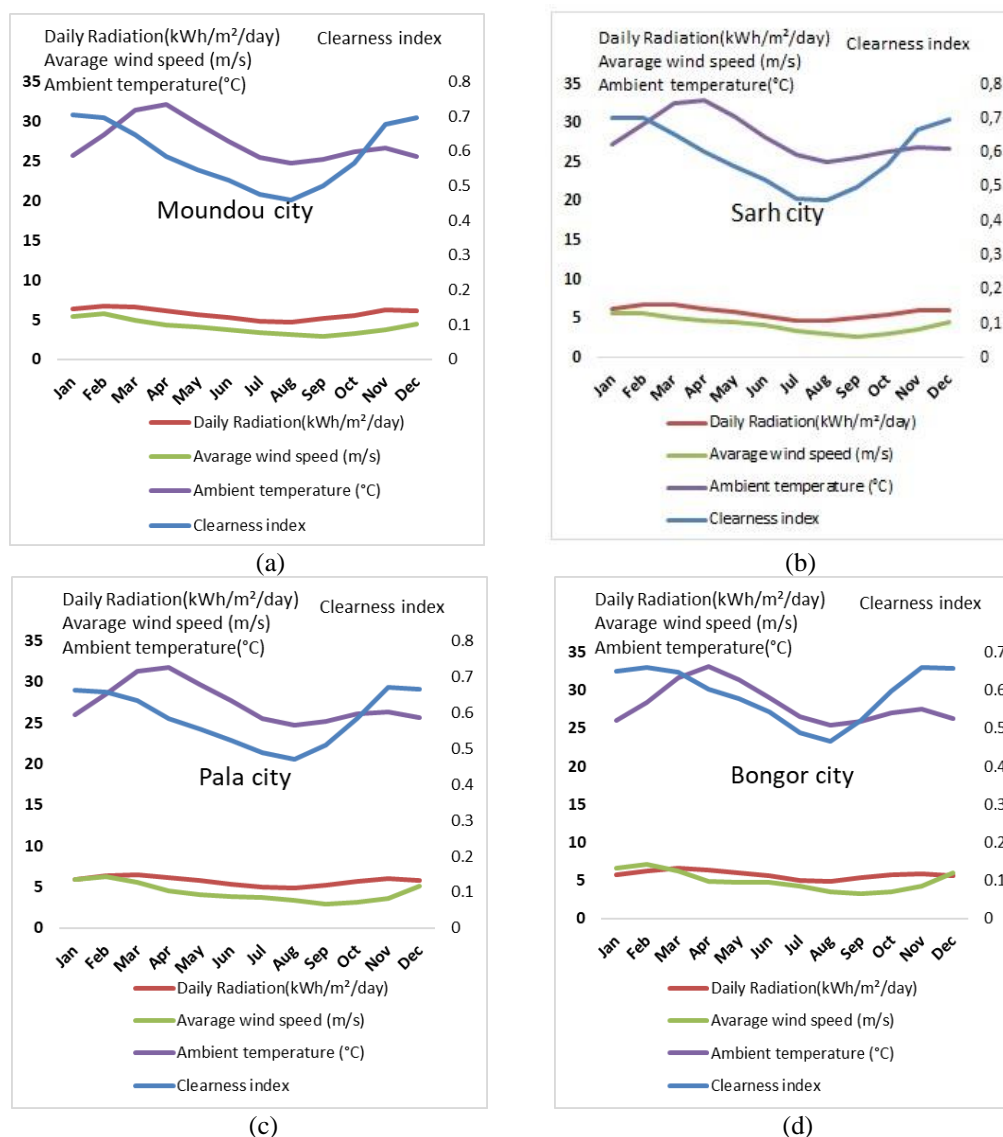 Daily Radiation(kWh/m²/day)
Avarage wind speed (m/s)
Ambient temperature(°C)
Clearness index
35
30
25
20
15
10
5
0
0.8
0.7
0.6
0.5
0.4
0.3
0.2
0.1
0
Moundou city
Jan Feb Mar Apr May Jun Jul Aug Sep Oct Nov Dec
Daily Radiation(kWh/m²/day)
Avarage wind speed (m/s)
Ambient temperature (°C)
Clearness index
(a)
Daily Radiation(kWh/m²/day)
Avarage wind speed (m/s)
Ambient temperature(°C)
Clearness index
35
30
25
20
15
10
5
0
0,8
0,7
0,6
0,5
0,4
0,3
0,2
0,1
0
Sarh city
Jan Feb Mar Apr May Jun Jul Aug Sep Oct Nov Dec
Daily Radiation(kWh/m²/day)
Avarage wind speed (m/s)
Ambient temperature (°C)
Clearness index
(b)
Daily Radiation(kWh/m²/day)
Avarage wind speed (m/s)
Ambient temperature(°C)
Clearness index
35
30
25
20
15
10
5
0
0.8
0.7
0.6
0.5
0.4
0.3
0.2
0.1
0
Pala city
Jan Feb Mar Apr May Jun Jul Aug Sep Oct Nov Dec
Daily Radiation(kWh/m²/day)
Avarage wind speed (m/s)
Ambient temperature (°C)
Clearness index
(c)
Daily Radiation(kWh/m²/day)
Avarage wind speed (m/s)
Ambient temperature(°C)
Clearness index
35
30
25
20
15
10
5
0
0.7
0.6
0.5
0.4
0.3
0.2
0.1
0
Bongor city
Jan Feb Mar Apr May Jun Jul Aug Sep Oct Nov Dec
Daily Radiation(kWh/m²/day)
Avarage wind speed (m/s)
Ambient temperature (°C)
Clearness index
(d)